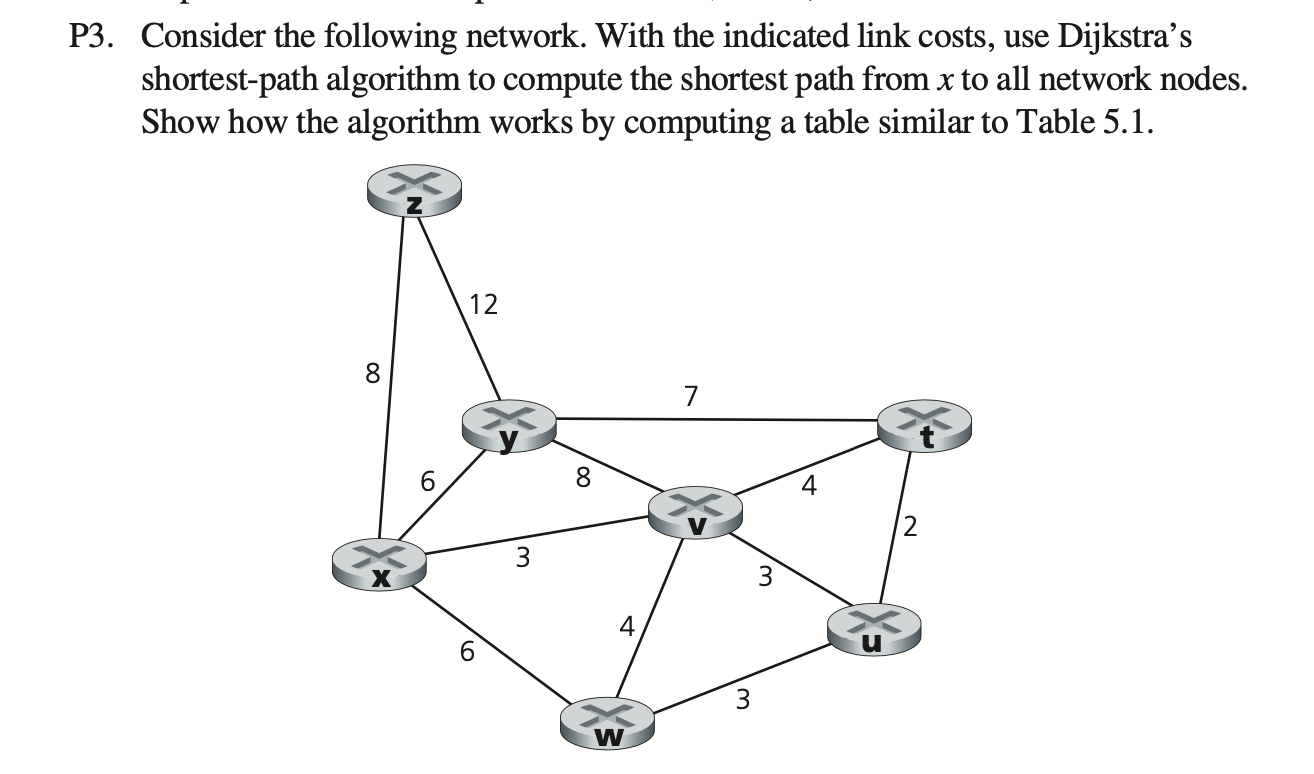 P3. Consider the following network. With the indicated link costs, use Dijkstra’s
shortest-path algorithm to compute the shortest path from x to all network nodes.
Show how the algorithm works by computing a table similar to Table 5.1.
z
12
8
7
y
t
6
8
4
v
2
3
x
3
4
u
6
3
w